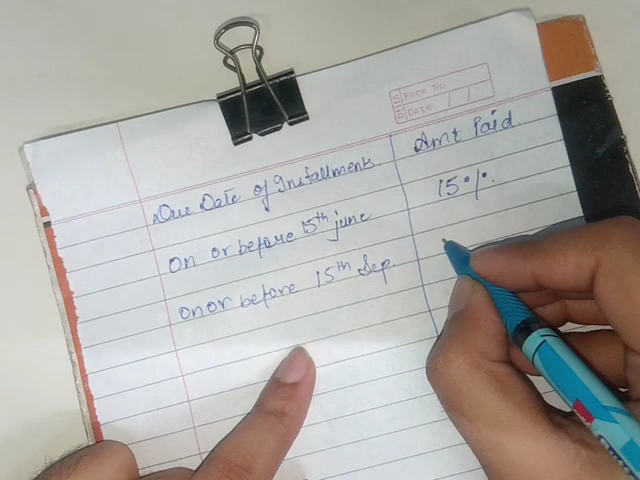 Page No.
Date / /
Due Date of Installments Amt Paid
on or before 15th june 15%.
on or before 15th Sep.